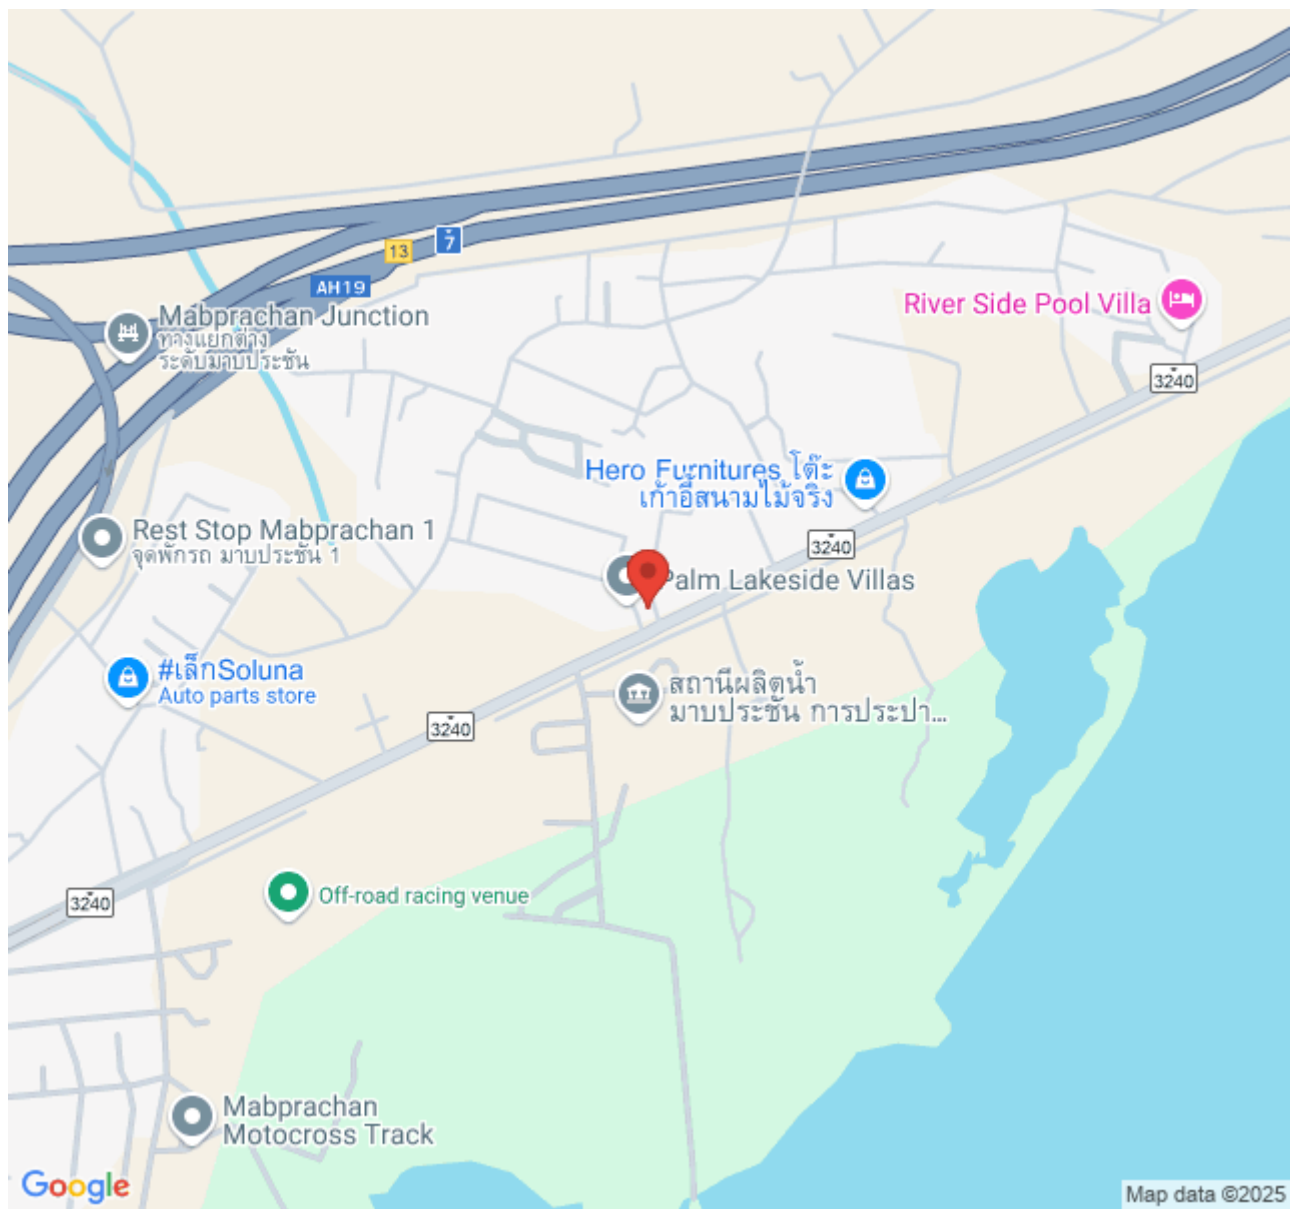 7
13
AH19
Mabprachan Junction
ทางแยกต่าง
ระดับมาบประชัน
River Side Pool Villa
3240
Hero Furnitures โต๊ะ
เก้าอี้สนามไม้จริง
Rest Stop Mabprachan 1
จุดพักรถ มาบประชัน 1
3240
Palm Lakeside Villas
#เล็กSoluna
Auto parts store
สถานีผลิตน้ำ
มาบประชัน การประปา...
3240
3240
Off-road racing venue
Mabprachan
Motocross Track
Google
Map data ©2025